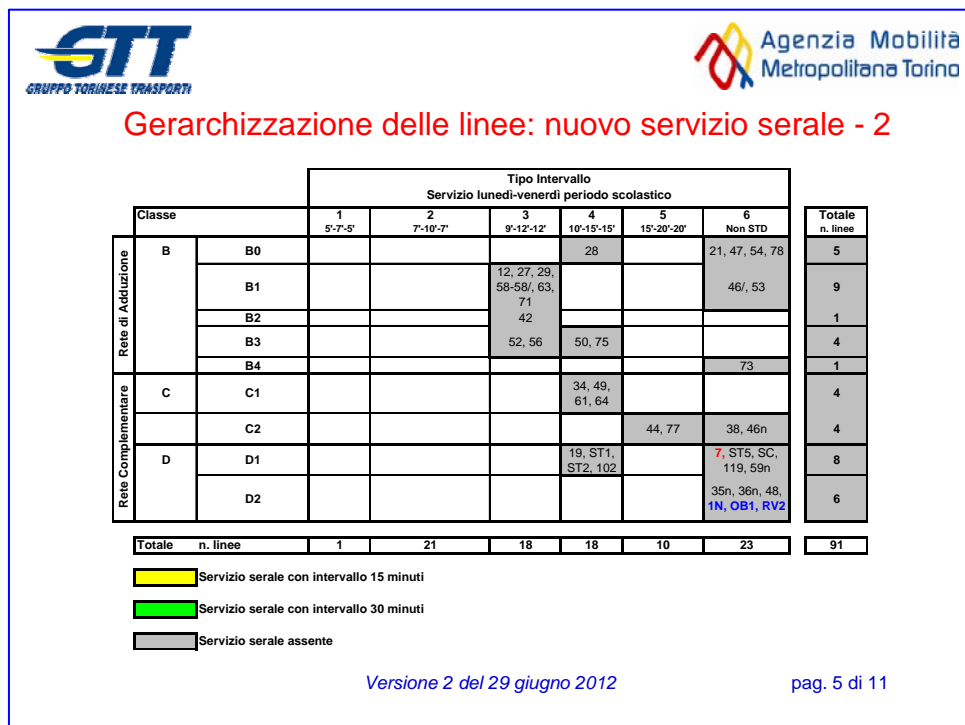 GTT
GRUPPO TORINESE TRASPORTI
Agenzia Mobilità
Metropolitana Torino
Gerarchizzazione delle linee: nuovo servizio serale - 2
Tipo Intervallo
Servizio lunedì-venerdì periodo scolastico
Classe 1 2 3 4 5 6 Totale
5'-7'-5' 7'-10'-7' 9'-12'-12' 10'-15'-15' 15'-20'-20' Non STD n. linee
Rete di Adduzione
B B0 28 21, 47, 54, 78 5
12, 27, 29,
B1 58-58/, 63, 46/, 53 9
71
B2 42 1
B3 52, 56 50, 75 4
B4 73 1
Rete Complementare
C C1 34, 49, 4
61, 64
C2 44, 77 38, 46n 4
D D1 19, ST1, 7, ST5, SC, 8
ST2, 102 119, 59n
D2 35n, 36n, 48, 6
1N, OB1, RV2
Totale n. linee 1 21 18 18 10 23 91
Servizio serale con intervallo 15 minuti
Servizio serale con intervallo 30 minuti
Servizio serale assente
Versione 2 del 29 giugno 2012
pag. 5 di 11